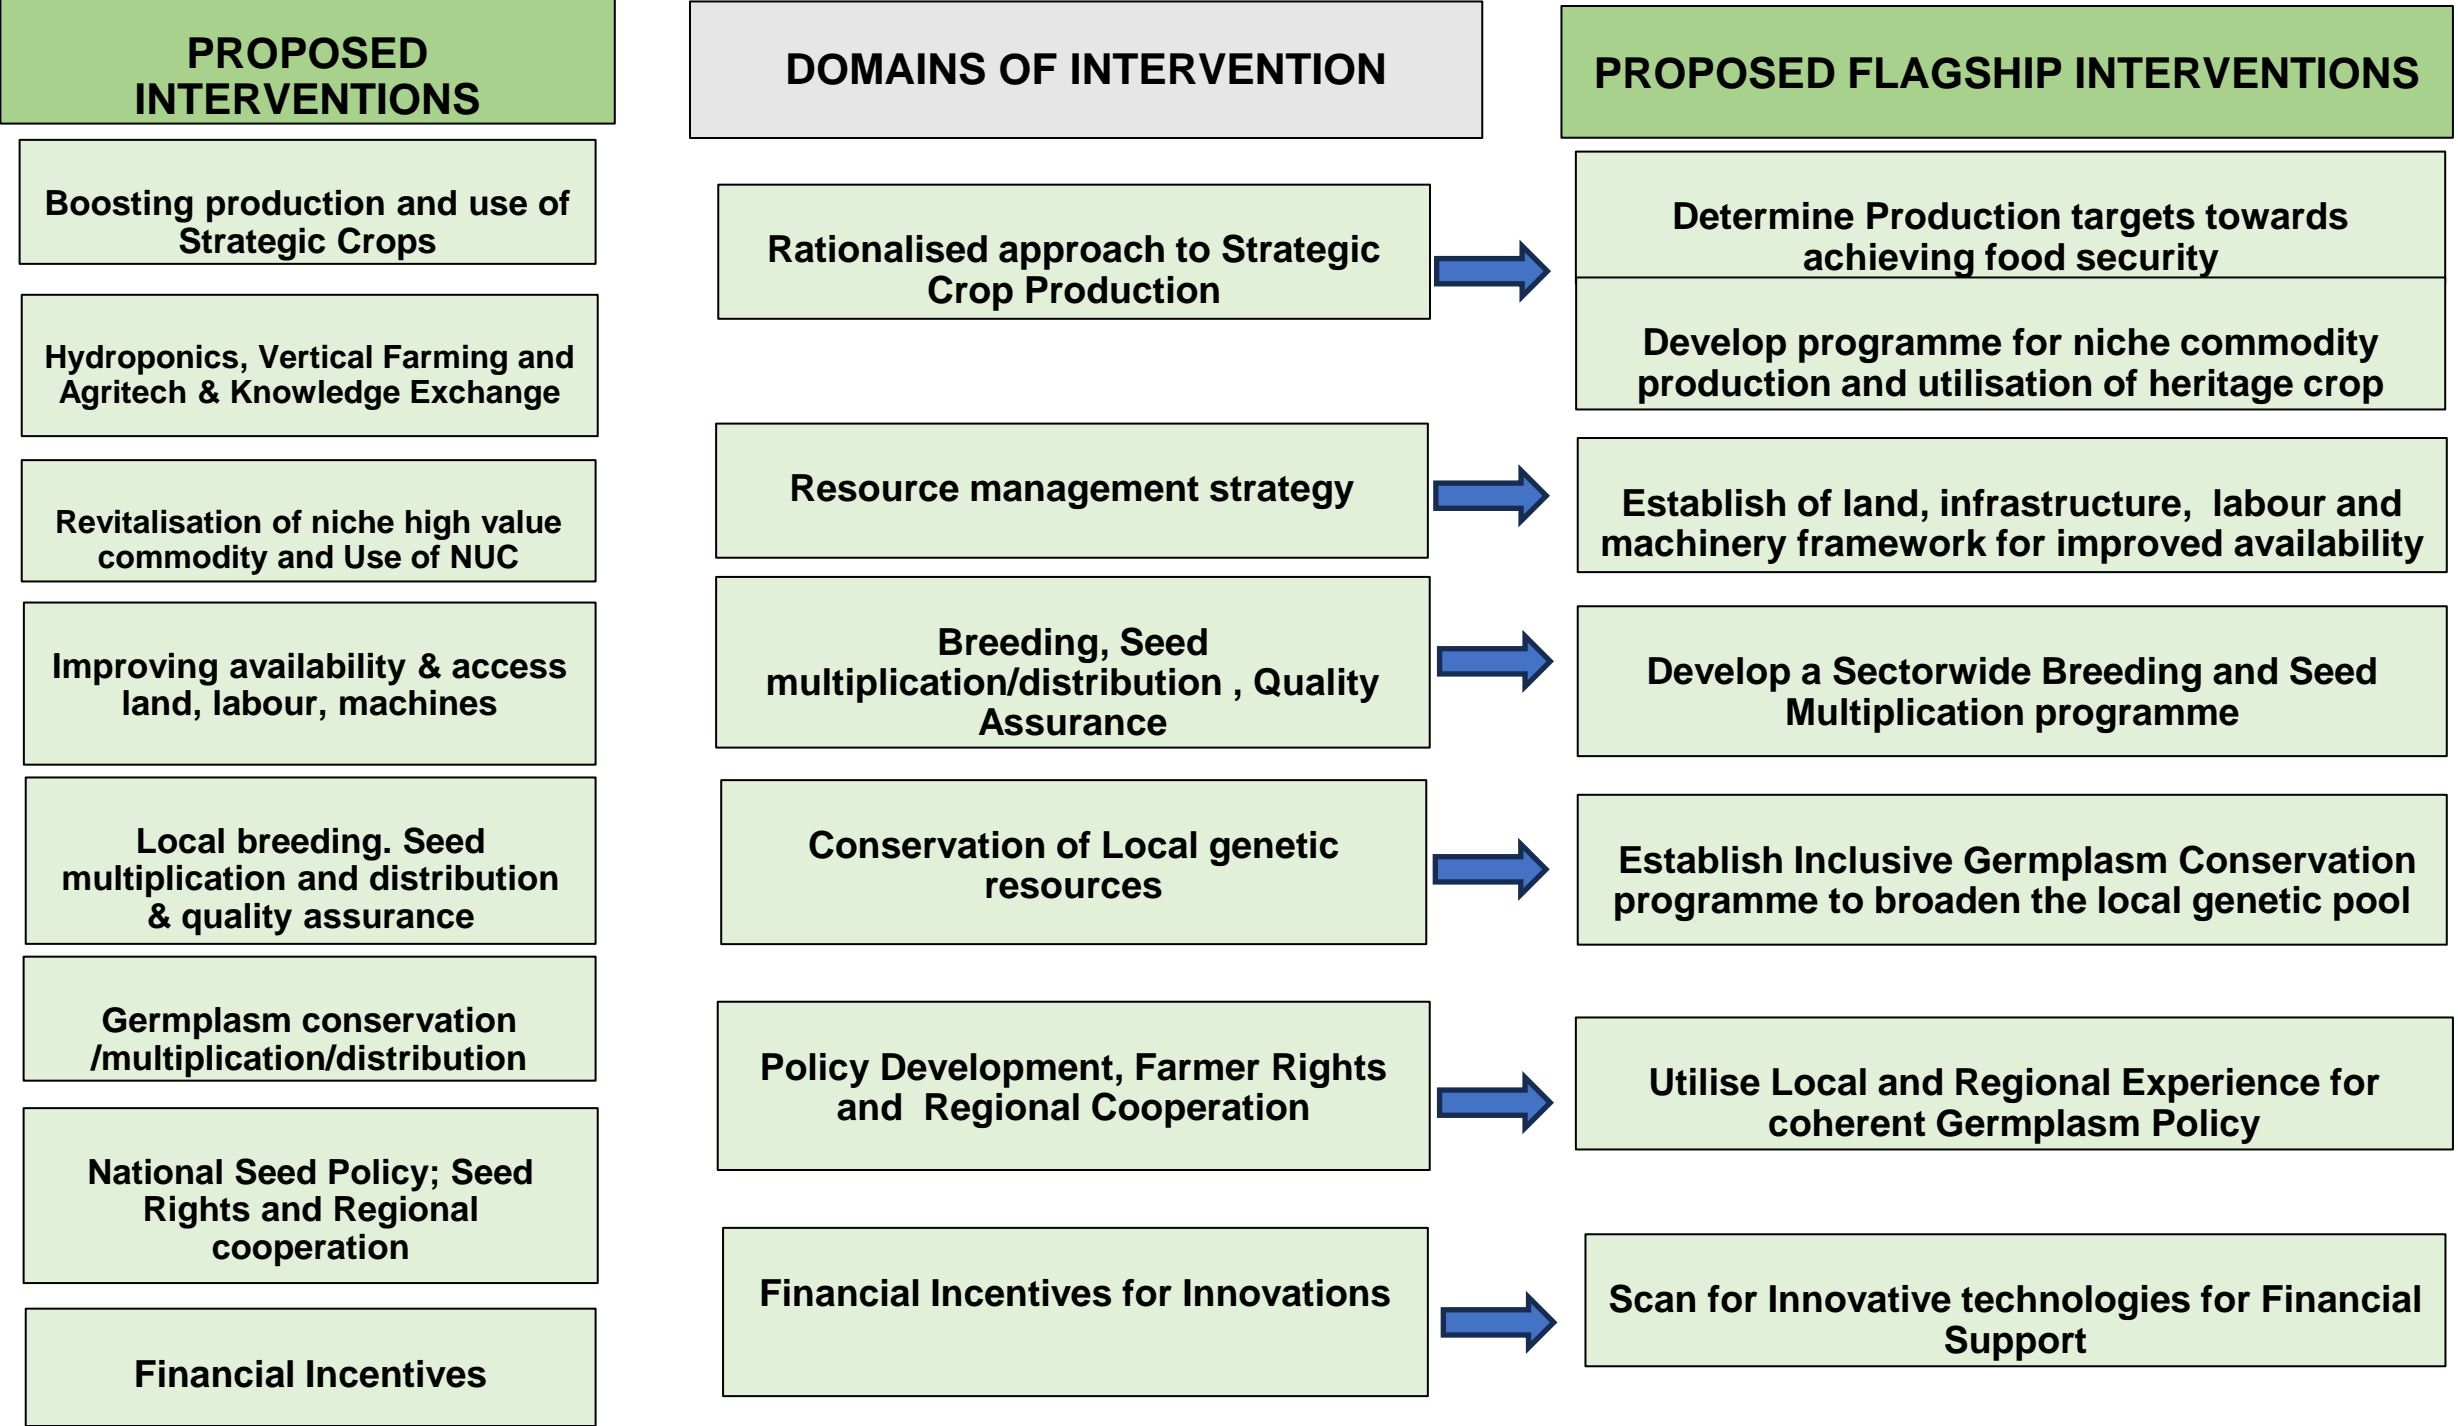 PROPOSED
INTERVENTIONS
Boosting production and use of
Strategic Crops
Hydroponics, Vertical Farming and
Agritech & Knowledge Exchange
Revitalisation of niche high value
commodity and Use of NUC
Improving availability & access
land, labour, machines
Local breeding. Seed
multiplication and distribution
& quality assurance
Germplasm conservation
/multiplication/distribution
National Seed Policy; Seed
Rights and Regional
cooperation
Financial Incentives
DOMAINS OF INTERVENTION
Rationalised approach to Strategic
Crop Production
Resource management strategy
Breeding, Seed
multiplication/distribution , Quality
Assurance
Conservation of Local genetic
resources
Policy Development, Farmer Rights
and  Regional Cooperation
Financial Incentives for Innovations
PROPOSED FLAGSHIP INTERVENTIONS
Determine Production targets towards
achieving food security
Develop programme for niche commodity
production and utilisation of heritage crop
Establish of land, infrastructure,  labour and
machinery framework for improved availability
Develop a Sectorwide Breeding and Seed
Multiplication programme
Establish Inclusive Germplasm Conservation
programme to broaden the local genetic pool
Utilise Local and Regional Experience for
coherent Germplasm Policy
Scan for Innovative technologies for Financial
Support